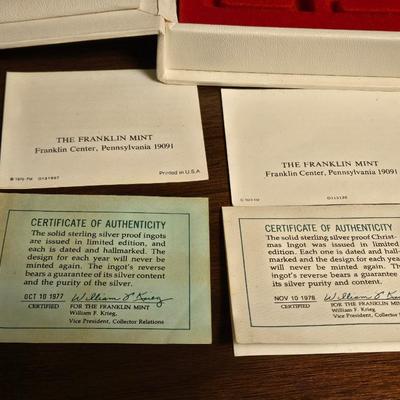 THE FRANKLIN MINT
Franklin Center, Pennsylvania 19091
Printed in U.S.A
THE FRANKLIN MINT
Franklin Center, Pennsylvania 19091
CERTIFICATE OF AUTHENTICITY
The solid sterling silver proof ingots
are issued in limited edition, and
each is dated and hallmarked. The
design for each year will never be
minted again. The ingot's reverse
bears a guarantee of its silver content
and the purity of the silver.
OCT 10 1977 William F. Krieg
CERTIFIED FOR THE FRANKLIN MINT
William F. Krieg,
Vice President, Collector Relations
CERTIFICATE OF AUTHENTICITY
The solid sterling silver proof Christ-
mas Ingot was issued in limited
edition. Each one is dated and hall-
marked and the design for each year
will never be minted again. The
ingot's reverse bears a guarantee of
its silver purity and content.
NOV 10 1978 William F. Krieg
CERTIFIED FOR THE FRANKLIN MINT
William F. Krieg,
Vice President, Collector Relations